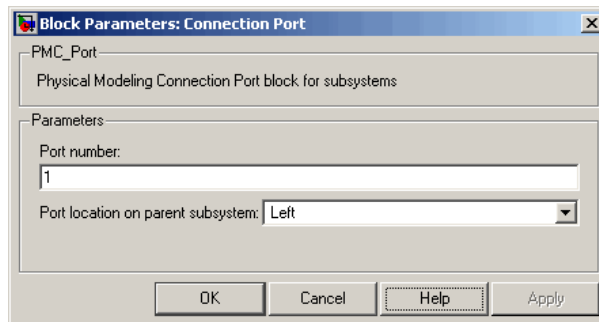 Block Parameters: Connection Port
PMC_Port
Physical Modeling Connection Port block for subsystems
Parameters
Port number:
1
Port location on parent subsystem: Left
OK Cancel Help Apply